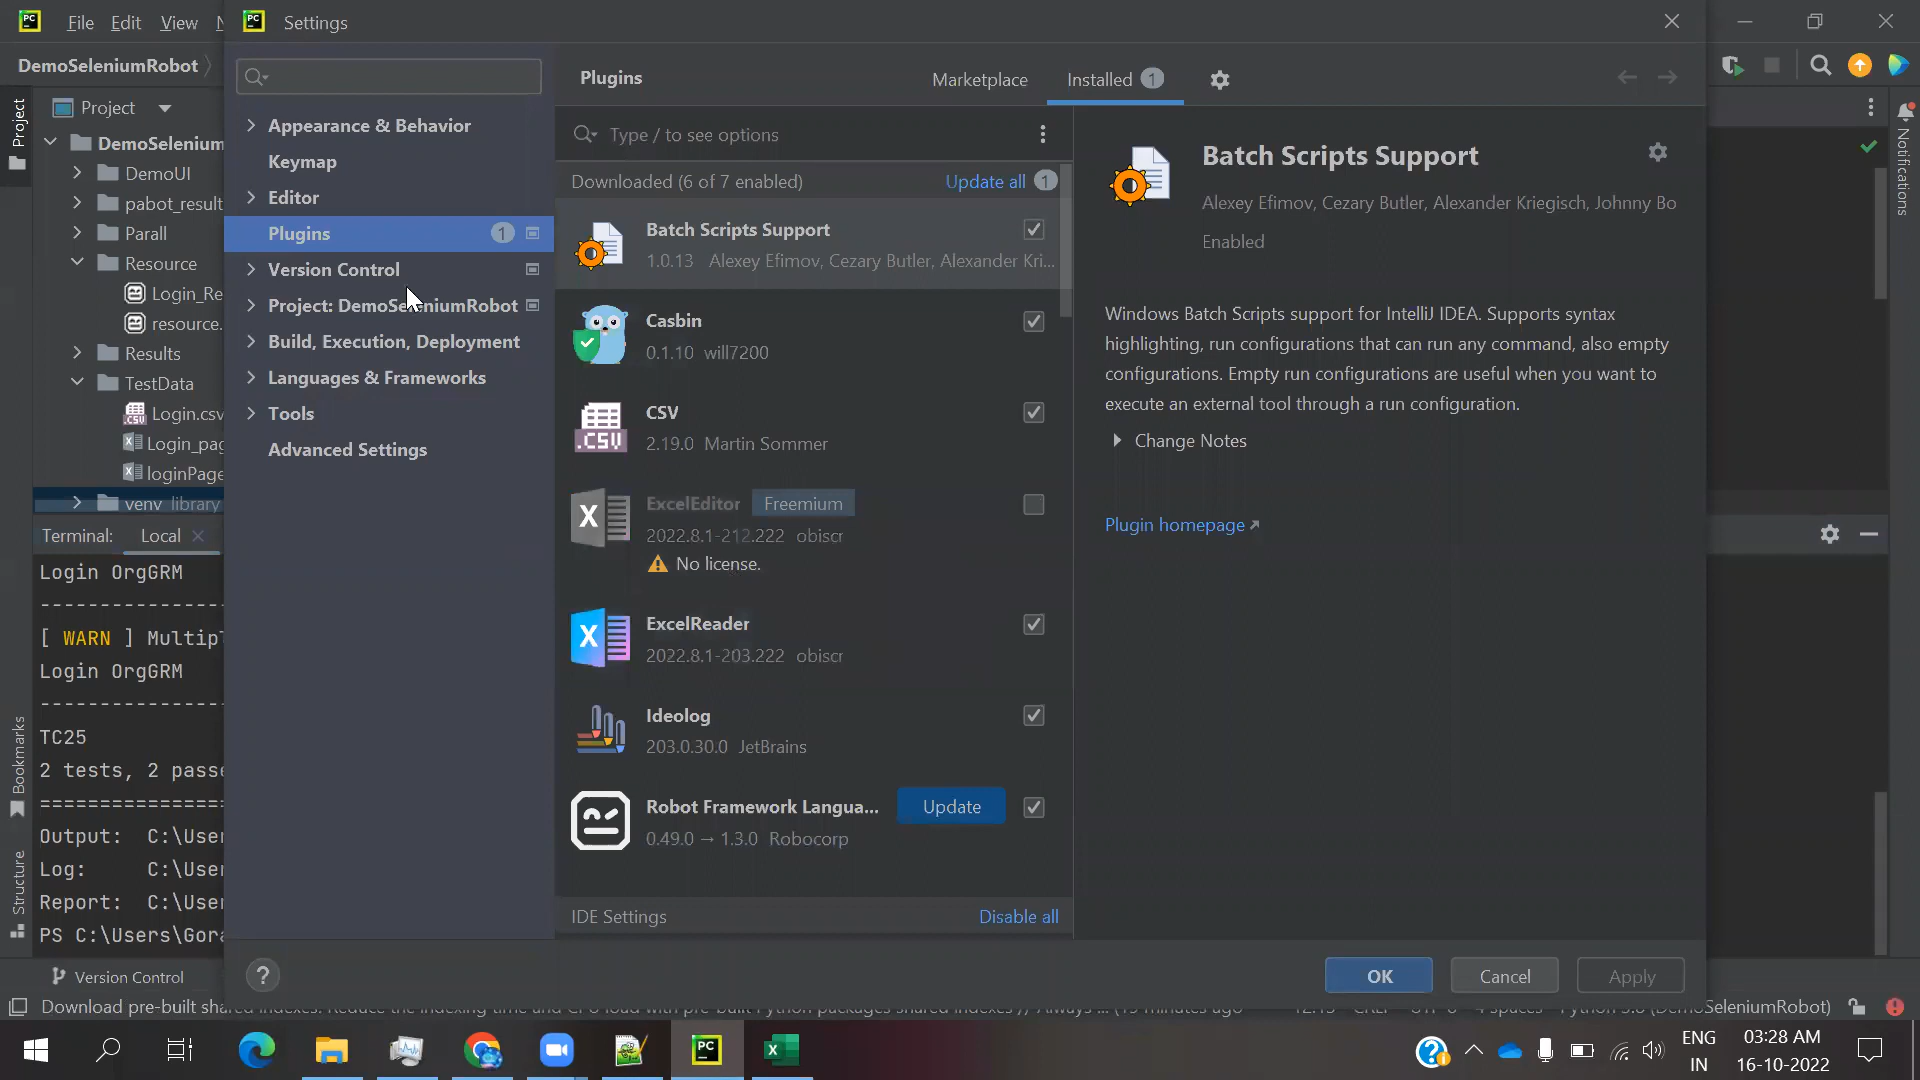 File Edit View
Settings
DemoSeleniumRobot
Project
DemoSelenium
DemoUI
pabot_result
Parall
Resource
Login_Re
resource.
Results
TestData
Login.csv
Login_pag
loginPage
venv library
Project
Bookmarks
Structure
Notifications
Appearance & Behavior
Keymap
Editor
Plugins 1
Version Control
Project: DemoSeleniumRobot
Build, Execution, Deployment
Languages & Frameworks
Tools
Advanced Settings
Plugins
Marketplace
Installed 1
Type / to see options
Downloaded (6 of 7 enabled)
Update all 1
Batch Scripts Support
1.0.13 Alexey Efimov, Cezary Butler, Alexander Kri...
Casbin
0.1.10 will7200
CSV
2.19.0 Martin Sommer
ExcelEditor Freemium
2022.8.1-212.222 obiscr
No license.
ExcelReader
2022.8.1-203.222 obiscr
Ideolog
203.0.30.0 JetBrains
Robot Framework Langua... Update
0.49.0 → 1.3.0 Robocorp
IDE Settings
Disable all
Batch Scripts Support
Alexey Efimov, Cezary Butler, Alexander Kriegisch, Johnny Bo
Enabled
Windows Batch Scripts support for IntelliJ IDEA. Supports syntax
highlighting, run configurations that can run any command, also empty
configurations. Empty run configurations are useful when you want to
execute an external tool through a run configuration.
Change Notes
Plugin homepage
Terminal: Local
Login OrgGRM
[ WARN ] Multipl
Login OrgGRM
TC25
2 tests, 2 passe
Output: C:\User
Log: C:\User
Report: C:\User
PS C:\Users\Gora
OK
Cancel
Apply
?
Version Control
SeleniumRobot)
ENG
IN
03:28 AM
16-10-2022